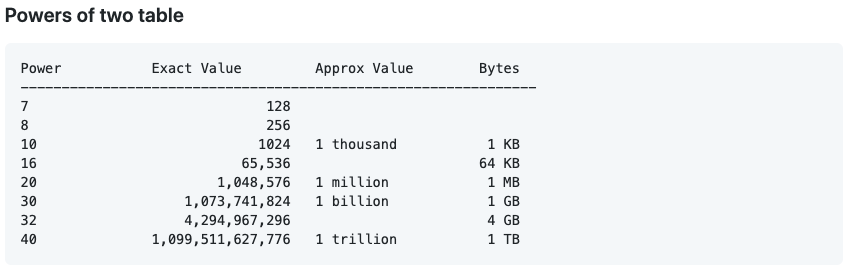 Powers of two table
Power Exact Value Approx Value Bytes
---------------------------------------------------------------
7 128
8 256
10 1024 1 thousand 1 KB
16 65,536 64 KB
20 1,048,576 1 million 1 MB
30 1,073,741,824 1 billion 1 GB
32 4,294,967,296 4 GB
40 1,099,511,627,776 1 trillion 1 TB